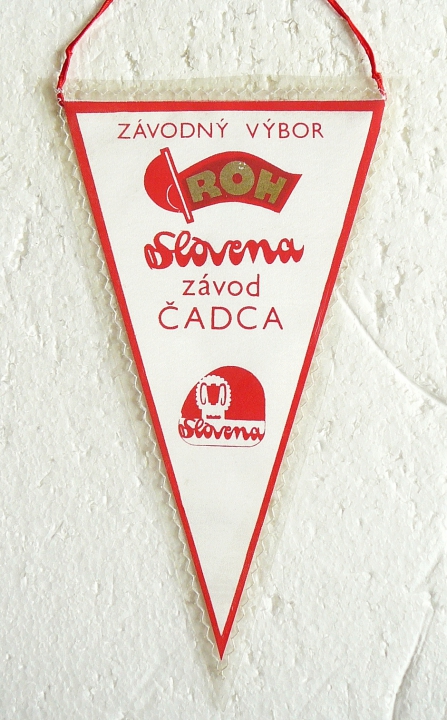 ZÁVODNÝ VÝBOR
ROH
Slovena
závod
ČADCA
Slovena